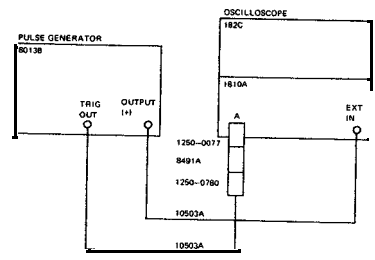 OSCILLOSCOPE
182C
PULSE GENERATOR
8013B
1810A
TRIG
OUT
OUTPUT
(+)
A
EXT
IN
1250-0077
8491A
1250-0780
10503A
10503A